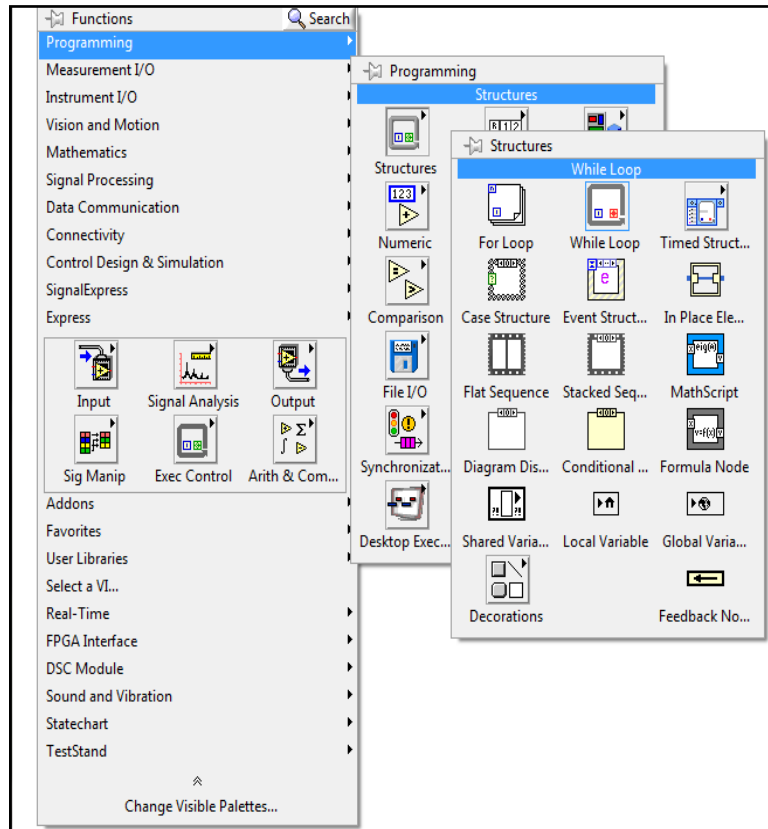 Functions
Search
Programming
Measurement I/O
Instrument I/O
Vision and Motion
Mathematics
Signal Processing
Data Communication
Connectivity
Control Design & Simulation
SignalExpress
Express
Input Signal Analysis Output
Sig Manip Exec Control Arith & Com...
Addons
Favorites
User Libraries
Select a VI...
Real-Time
FPGA Interface
DSC Module
Sound and Vibration
Statechart
TestStand
Change Visible Palettes...
Programming
Structures
Structures
Numeric
Comparison
File I/O
Synchronizat...
Desktop Exec...
Structures
While Loop
For Loop While Loop Timed Struct...
Case Structure Event Struct... In Place Ele...
Flat Sequence Stacked Seq... MathScript
Diagram Dis... Conditional ... Formula Node
Shared Varia... Local Variable Global Varia...
Decorations Feedback No...